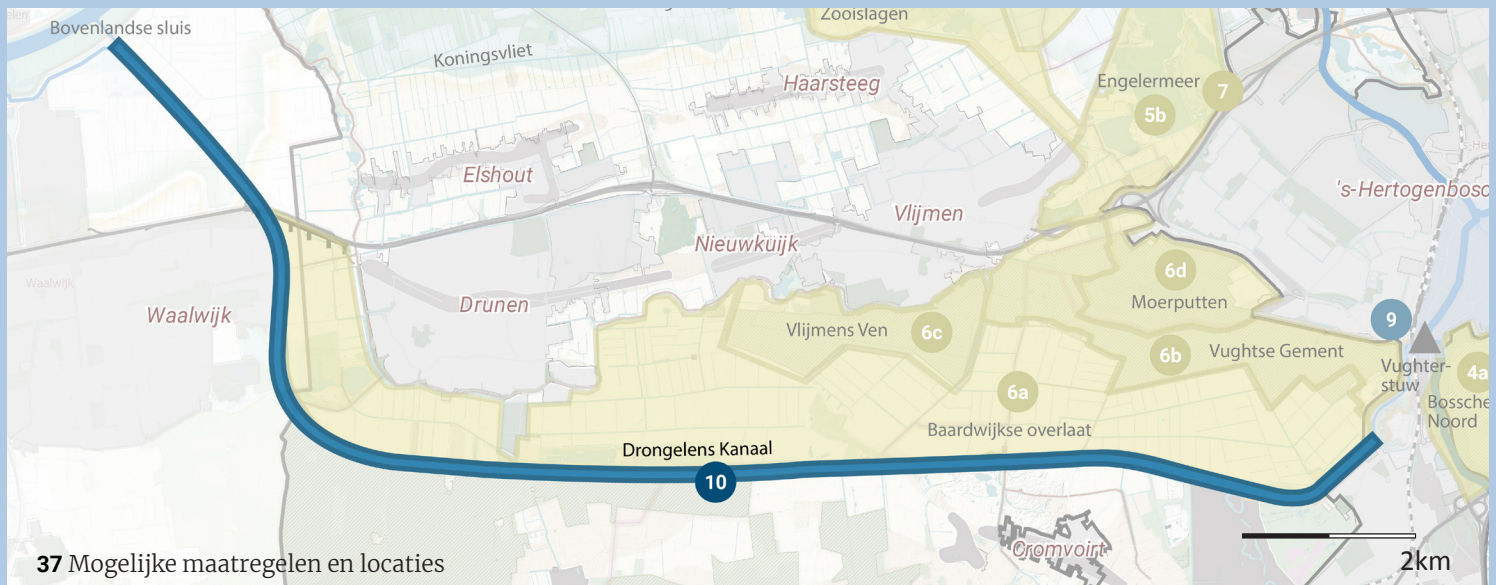 Zooislagen
Bovenlandse sluis
Koningsvliet
Haarsteeg
Engelermeer
7
5b
Elshout
's-Hertogenbosc
Vlijmen
Nieuwkuijk
6d
Waalwijk
Moerputten
Drunen
Waalwijk
9
Vlijmens Ven
6c
6b
Vughtse Gement
Vughter-
stuw
4a
6a
Bossche
Noord
Baardwijkse overlaat
Drongelens Kanaal
10
Cromvoirt
2km
37 Mogelijke maatregelen en locaties